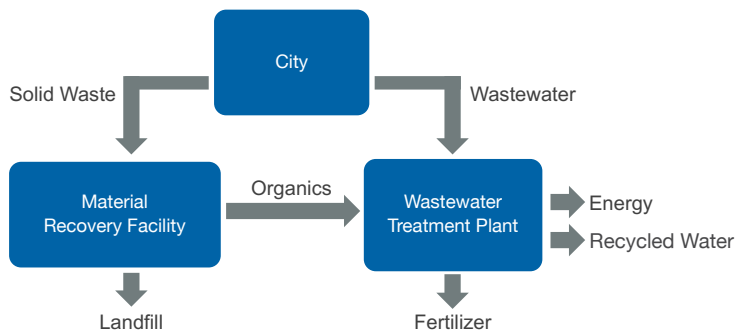 City
Solid Waste
Wastewater
Material
Recovery Facility
Organics
Wastewater
Treatment Plant
Energy
Recycled Water
Landfill
Fertilizer